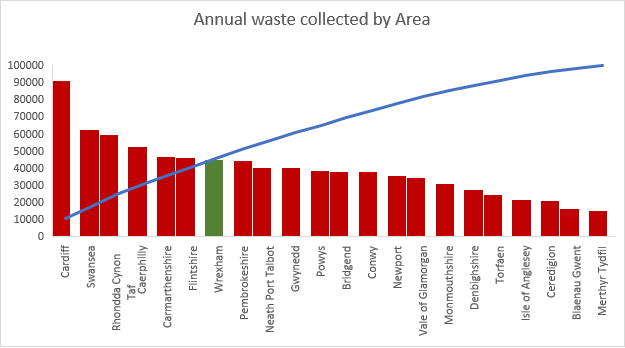 Annual waste collected by Area
100000
90000
80000
70000
60000
50000
40000
30000
20000
10000
0
Cardiff
Swansea
Rhondda Cynon
Taf
Caerphilly
Carmarthenshire
Flintshire
Wrexham
Pembrokeshire
Neath Port Talbot
Gwynedd
Powys
Bridgend
Conwy
Newport
Vale of Glamorgan
Monmouthshire
Denbighshire
Torfaen
Isle of Anglesey
Ceredigion
Blaenau Gwent
Merthyr Tydfil